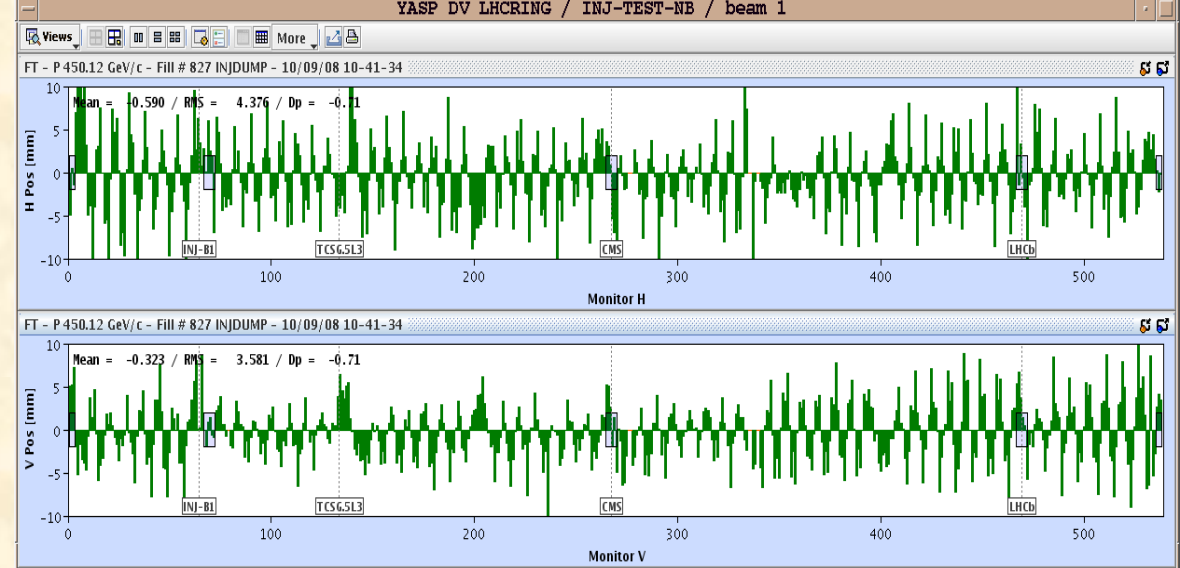 YASP DV LHCRING / INJ-TEST-NB / beam 1
Views More
FT - P 450.12 GeV/c - Fill # 827 INJDUMP - 10/09/08 10-41-34
Mean = -0.590 / RMS = 4.376 / Dp = -0.71
H Pos [mm]
10
5
0
-5
-10
INJ-B1 TCSG.5L3 CMS LHCb
0 100 200 300 400 500
Monitor H
FT - P 450.12 GeV/c - Fill # 827 INJDUMP - 10/09/08 10-41-34
Mean = -0.323 / RMS = 3.581 / Dp = -0.71
V Pos [mm]
10
5
0
-5
-10
INJ-B1 TCSG.5L3 CMS LHCb
0 100 200 300 400 500
Monitor V